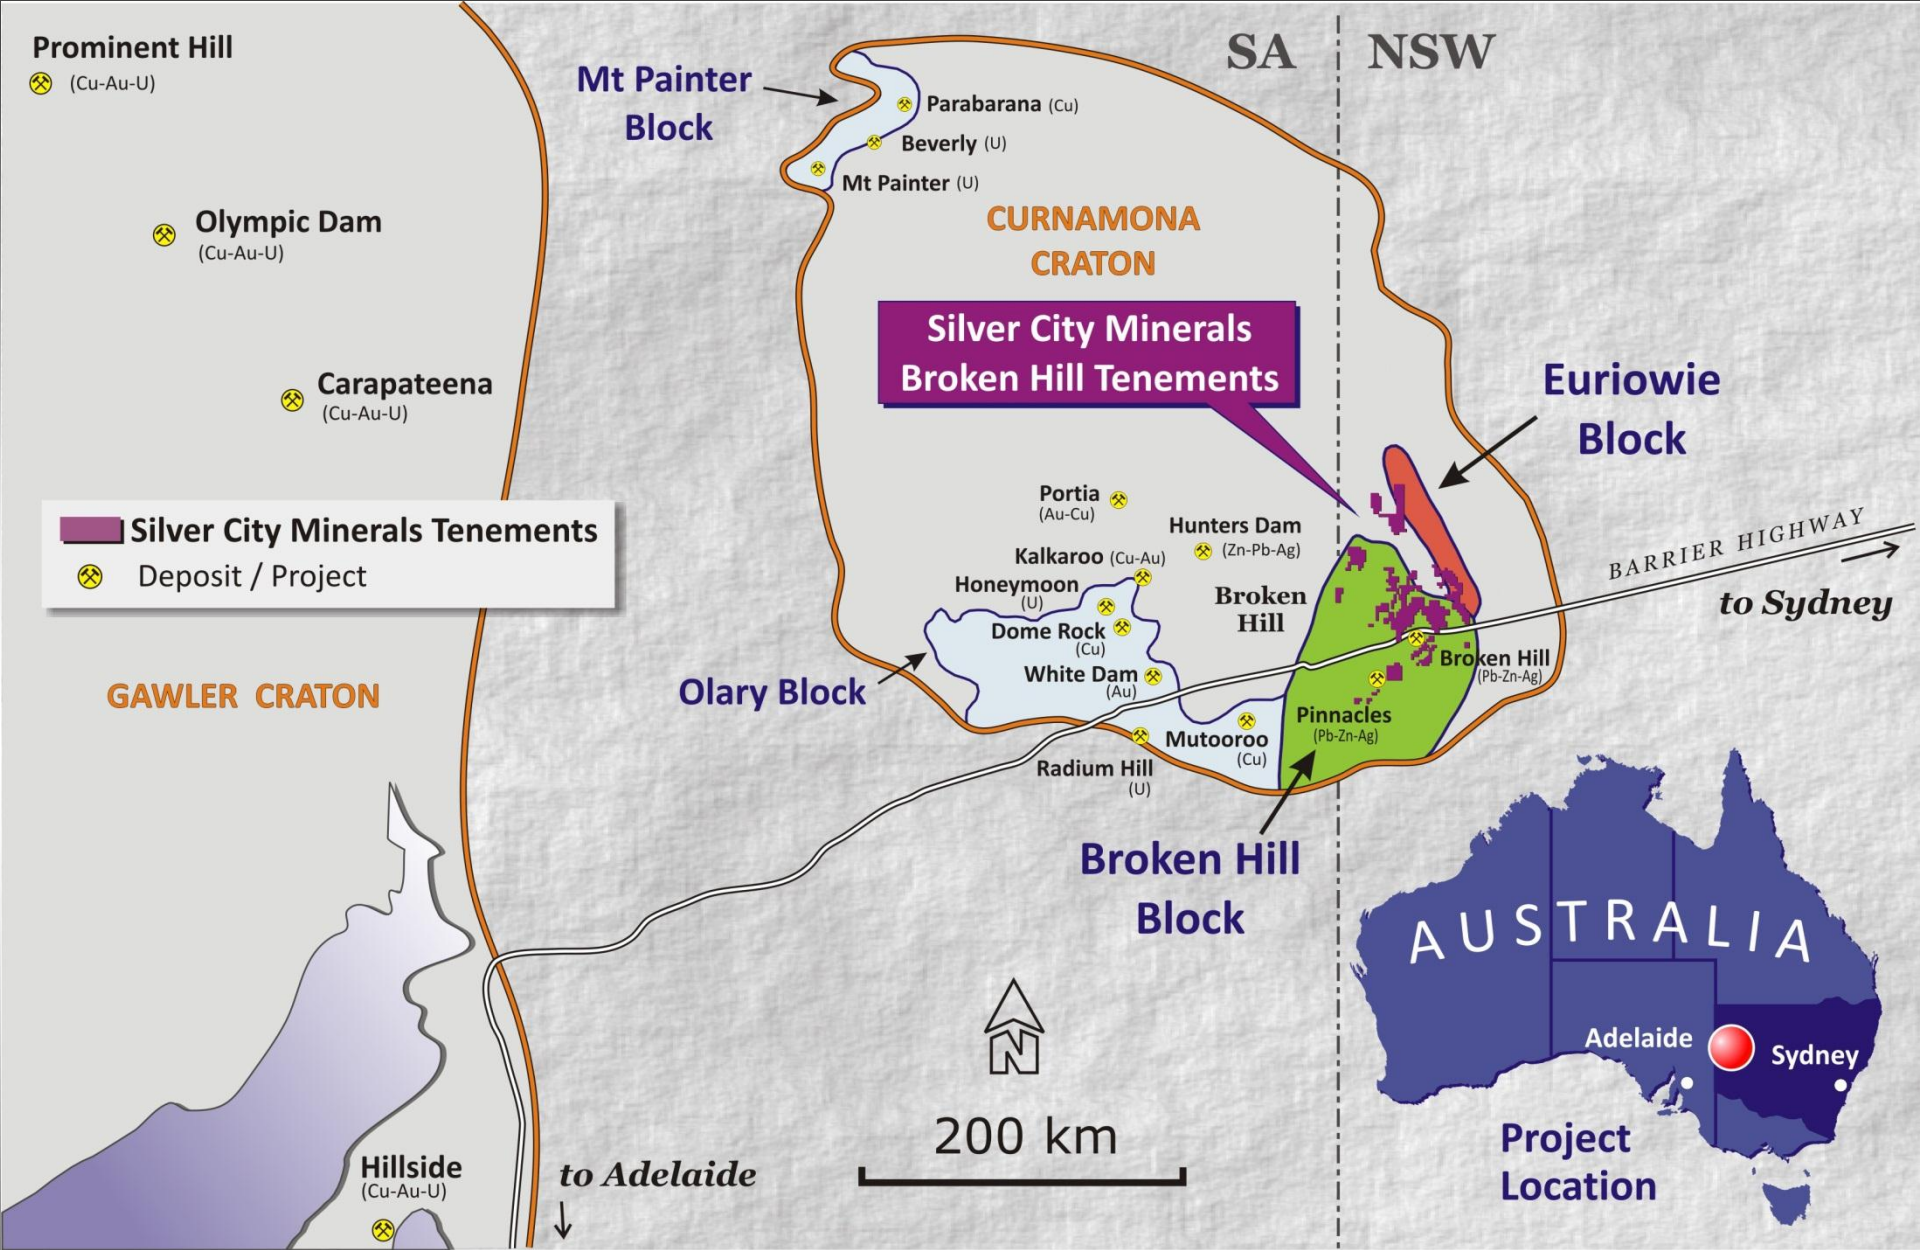 Prominent Hill
(Cu-Au-U)
Olympic Dam
(Cu-Au-U)
Carapateena
(Cu-Au-U)
Silver City Minerals Tenements
Deposit / Project
GAWLER CRATON
Hillside
(Cu-Au-U)
to Adelaide
Mt Painter
Block
Parabarana (Cu)
Beverly (U)
Mt Painter (U)
CURNAMONA
CRATON
SA
NSW
Silver City Minerals
Broken Hill Tenements
Euriowie
Block
Portia
(Au-Cu)
Hunters Dam
(Zn-Pb-Ag)
Kalkaroo (Cu-Au)
Honeymoon
(U)
Broken
Hill
Dome Rock
(Cu)
White Dam
(Au)
Olary Block
Mutooroo
(Cu)
Radium Hill
(U)
Broken Hill
(Pb-Zn-Ag)
Pinnacles
(Pb-Zn-Ag)
BARRIER HIGHWAY
to Sydney
Broken Hill
Block
N
200 km
AUSTRALIA
Adelaide
Sydney
Project
Location